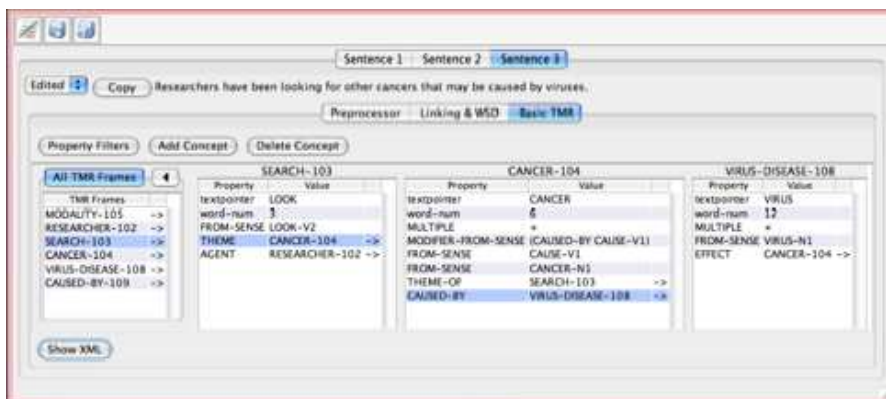 Sentence 1 Sentence 2 Sentence 3
Edited Copy Researchers have been looking for other cancers that may be caused by viruses.
Preprocessor Linking & WSD Basic TMR
Property Filters Add Concept Delete Concept
All TMR Frames
TMR Frames
MODALITY-105 ->
RESEARCHER-102 ->
SEARCH-103 ->
CANCER-104 ->
VIRUS-DISEASE-108 ->
CAUSED-BY-109 ->
SEARCH-103
Property Value
textpointer LOOK
word-num 3
FROM-SENSE LOOK-V2
THEME CANCER-104 ->
AGENT RESEARCHER-102 ->
CANCER-104
Property Value
textpointer CANCER
word-num 6
MULTIPLE +
MODIFIER-FROM-SENSE (CAUSED-BY CAUSE-V1)
FROM-SENSE CAUSE-V1
FROM-SENSE CANCER-N1
THEME-OF SEARCH-103 ->
CAUSED-BY VIRUS-DISEASE-108 ->
VIRUS-DISEASE-108
Property Value
textpointer VIRUS
word-num 12
MULTIPLE +
FROM-SENSE VIRUS-N1
EFFECT CANCER-104 ->
Show XML